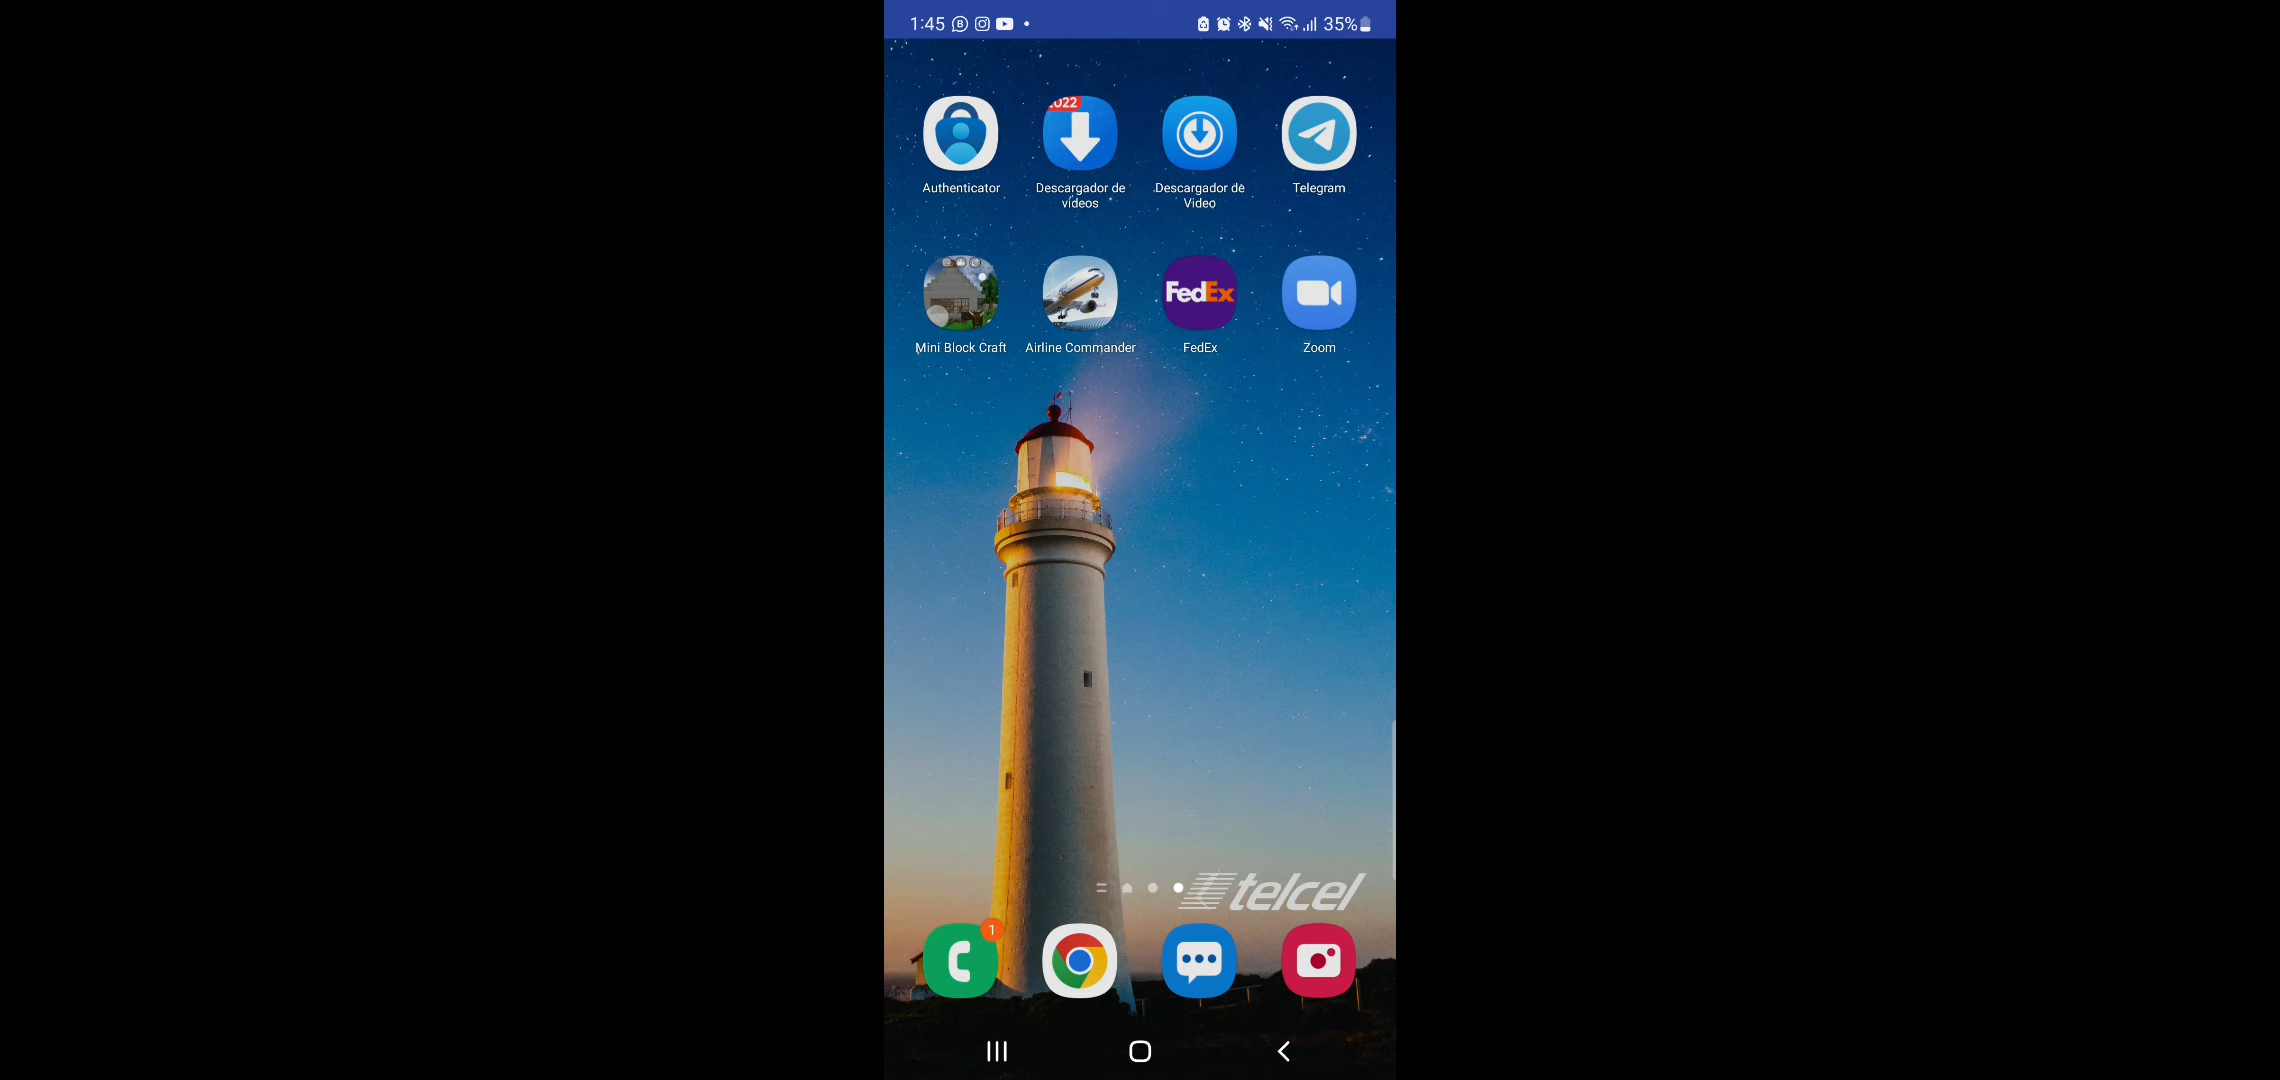 1:45
35%
2022
Authenticator
Descargador de
vídeos
Descargador de
Video
Telegram
FedEx
Mini Block Craft
Airline Commander
FedEx
Zoom
telcel
1